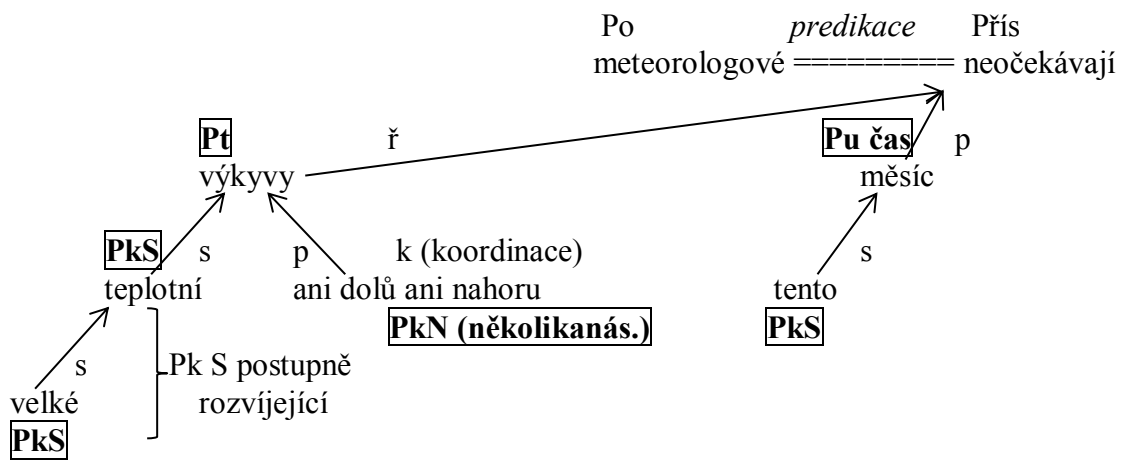 Po predikace Přís
meteorologové ========= neočekávají
Pt ř Pu čas p
výkyvy měsíc
PkS s p k (koordinace) s
teplotní ani dolů ani nahoru tento
PkN (několikanás.) PkS
s Pk S postupně
velké rozvíjející
PkS